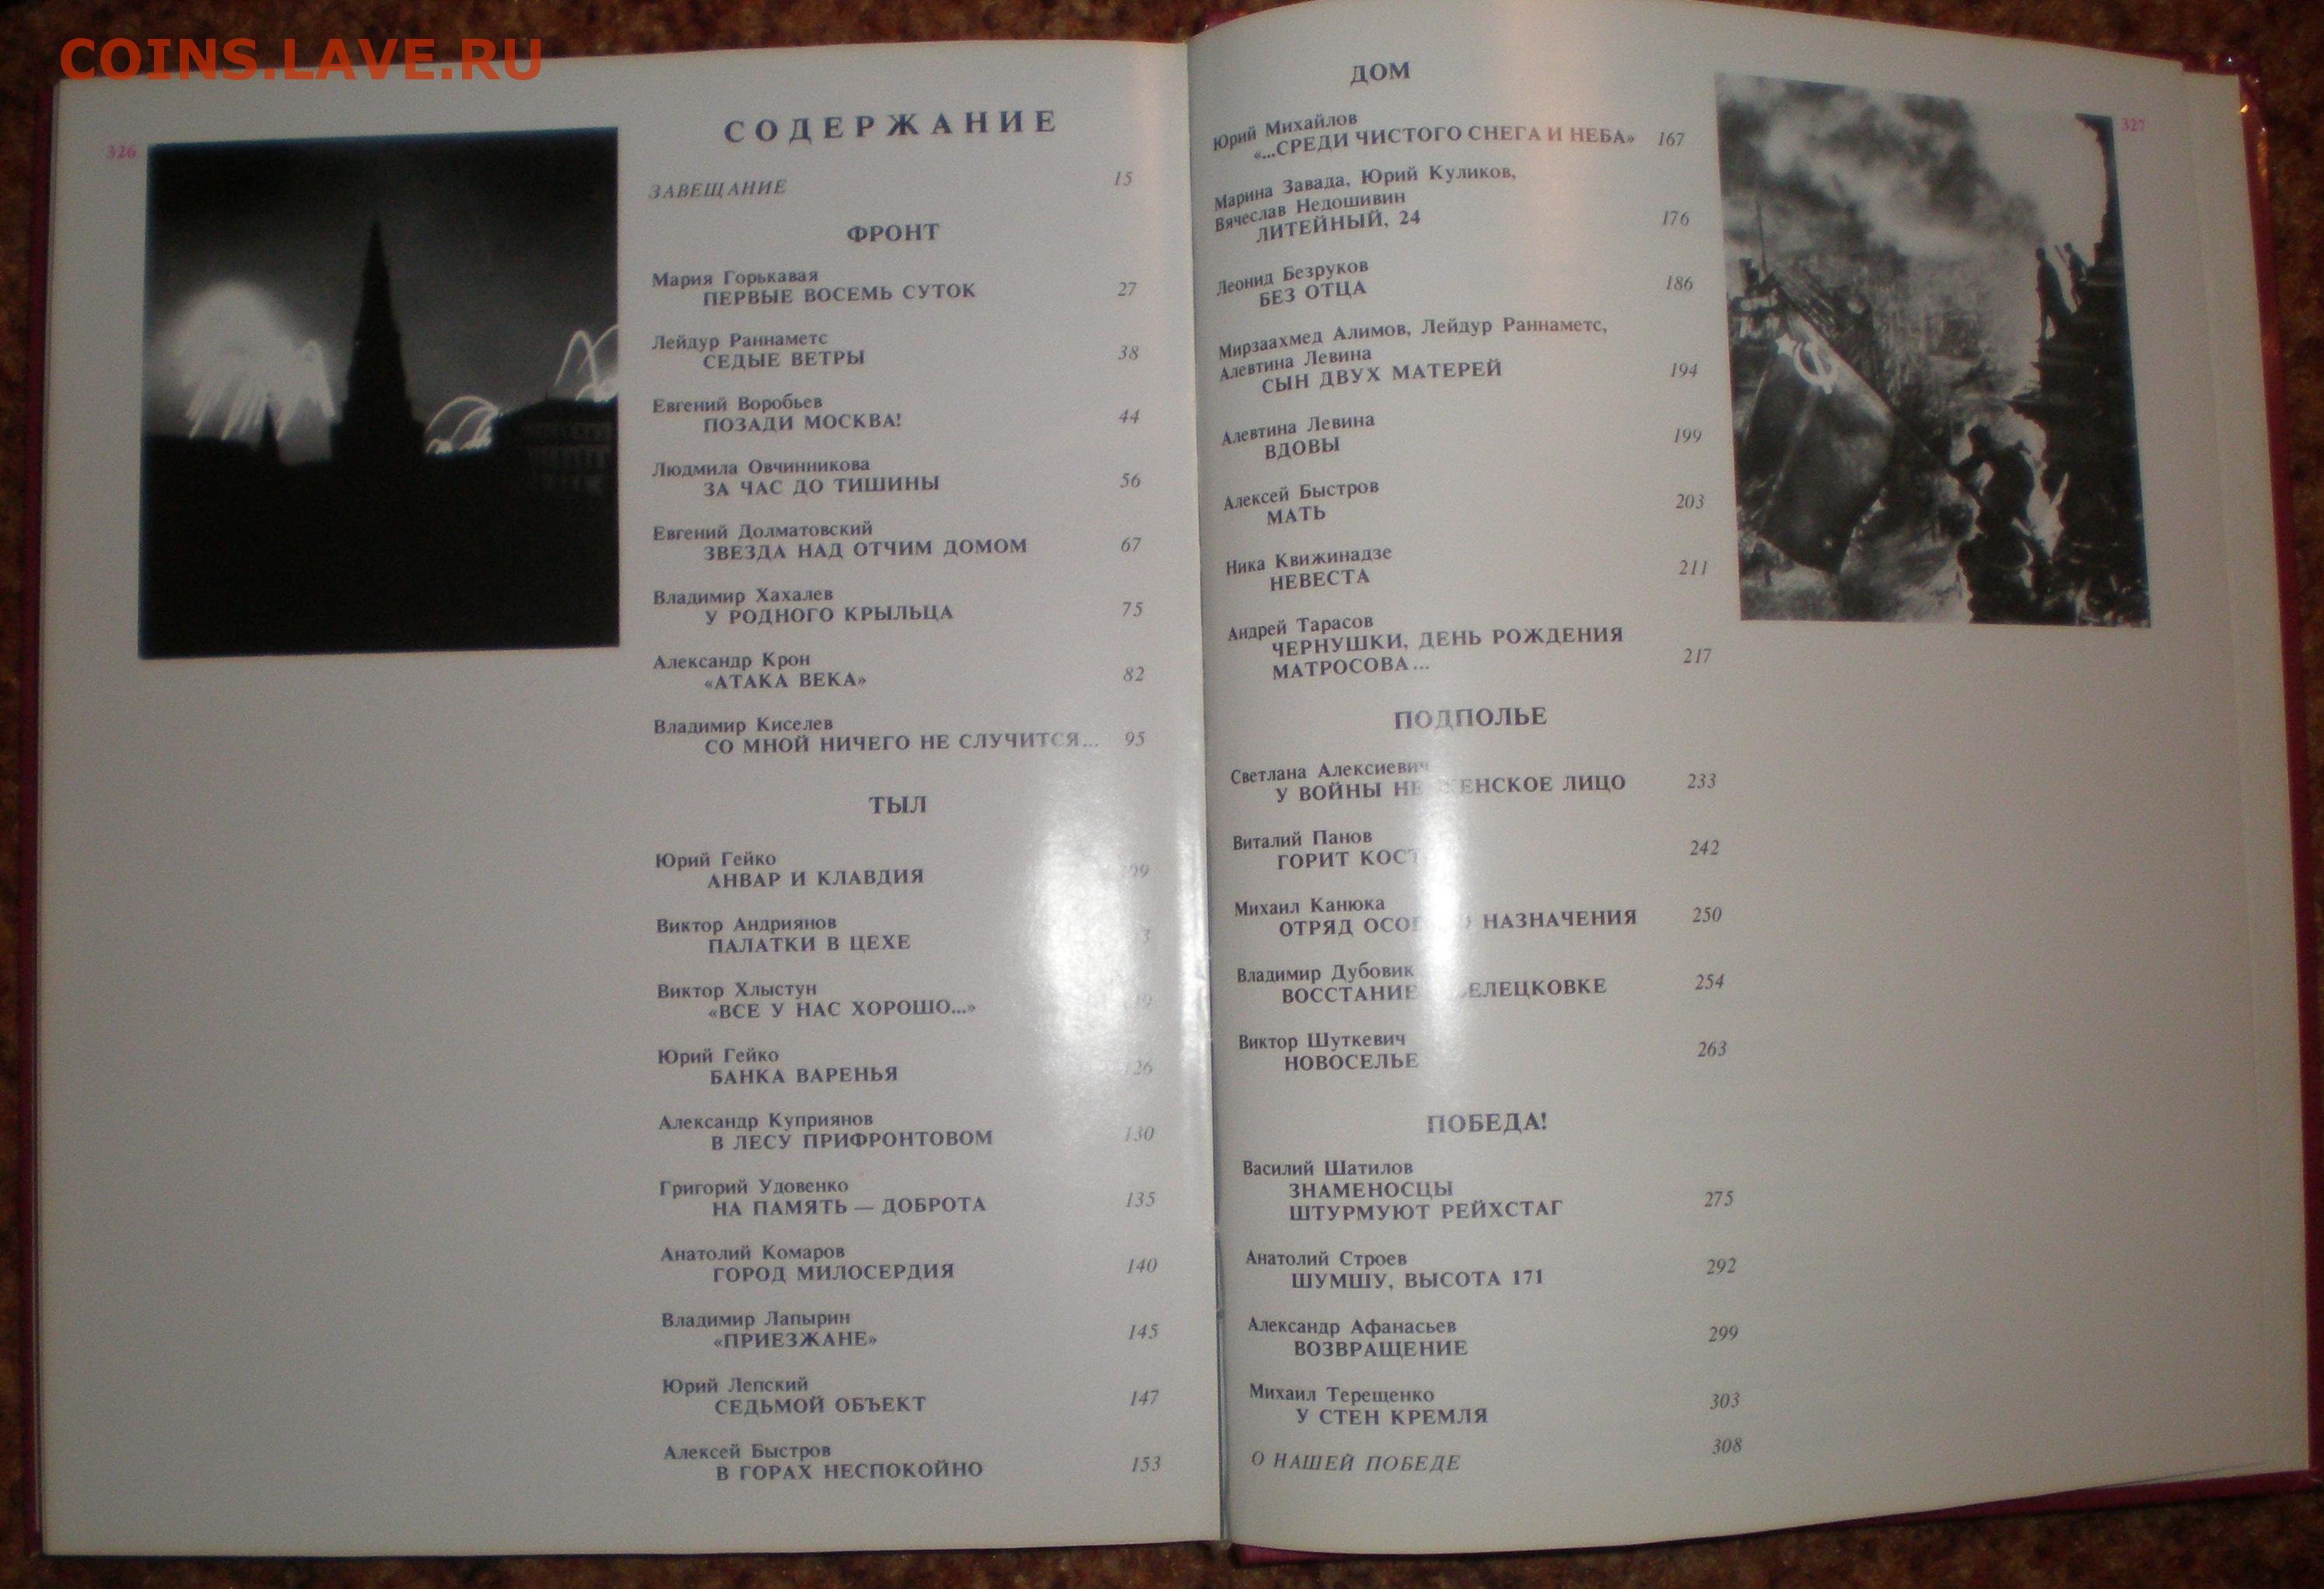 COINS.LAVE.RU
326
СОДЕРЖАНИЕ
ЗАВЕЩАНИЕ 15
ФРОНТ
Мария Горькавая
ПЕРВЫЕ ВОСЕМЬ СУТОК 27
Лейдур Раннаметс
СЕДЫЕ ВЕТРЫ 38
Евгений Воробьев
ПОЗАДИ МОСКВА! 44
Людмила Овчинникова
ЗА ЧАС ДО ТИШИНЫ 56
Евгений Долматовский
ЗВЕЗДА НАД ОТЧИМ ДОМОМ 67
Владимир Хахалев
У РОДНОГО КРЫЛЬЦА 75
Александр Крон
«АТАКА ВЕКА» 82
Владимир Киселев
СО МНОЙ НИЧЕГО НЕ СЛУЧИТСЯ... 95
ТЫЛ
Юрий Гейко
АНВАР И КЛАВДИЯ
Виктор Андриянов
ПАЛАТКИ В ЦЕХЕ
Виктор Хлыстун
«ВСЕ У НАС ХОРОШО...»
Юрий Гейко
БАНКА ВАРЕНЬЯ 126
Александр Куприянов
В ЛЕСУ ПРИФРОНТОВОМ 130
Григорий Удовенко
НА ПАМЯТЬ — ДОБРОТА 135
Анатолий Комаров
ГОРОД МИЛОСЕРДИЯ 140
Владимир Лапырин
«ПРИЕЗЖАНЕ» 145
Юрий Лепский
СЕДЬМОЙ ОБЪЕКТ 147
Алексей Быстров
В ГОРАХ НЕСПОКОЙНО 153
ДОМ
Юрий Михайлов
«...СРЕДИ ЧИСТОГО СНЕГА И НЕБА» 167
Марина Завада, Юрий Куликов,
Вячеслав Недошивин
ЛИТЕЙНЫЙ, 24 176
Леонид Безруков
БЕЗ ОТЦА 186
Мирзаахмед Алимов, Лейдур Раннаметс,
Алевтина Левина
СЫН ДВУХ МАТЕРЕЙ 194
Алевтина Левина
ВДОВЫ 199
Алексей Быстров
МАТЬ 203
Ника Квижинадзе
НЕВЕСТА 211
Андрей Тарасов
ЧЕРНУШКИ, ДЕНЬ РОЖДЕНИЯ
МАТРОСОВА... 217
ПОДПОЛЬЕ
Светлана Алексиевич
У ВОЙНЫ НЕ ЖЕНСКОЕ ЛИЦО 233
Виталий Панов
ГОРИТ 242
Михаил Канюка
ОТРЯД НАЗНАЧЕНИЯ 250
Владимир Дубовик
ВОССТАНИЕ 254
Виктор Шуткевич
НОВОСЕЛЬЕ 263
ПОБЕДА!
Василий Шатилов
ЗНАМЕНОСЦЫ
ШТУРМУЮТ РЕЙХСТАГ 275
Анатолий Строев
ШУМШУ, ВЫСОТА 171 292
Александр Афанасьев
ВОЗВРАЩЕНИЕ 299
Михаил Терещенко
У СТЕН КРЕМЛЯ 303
О НАШЕЙ ПОБЕДЕ 308
327